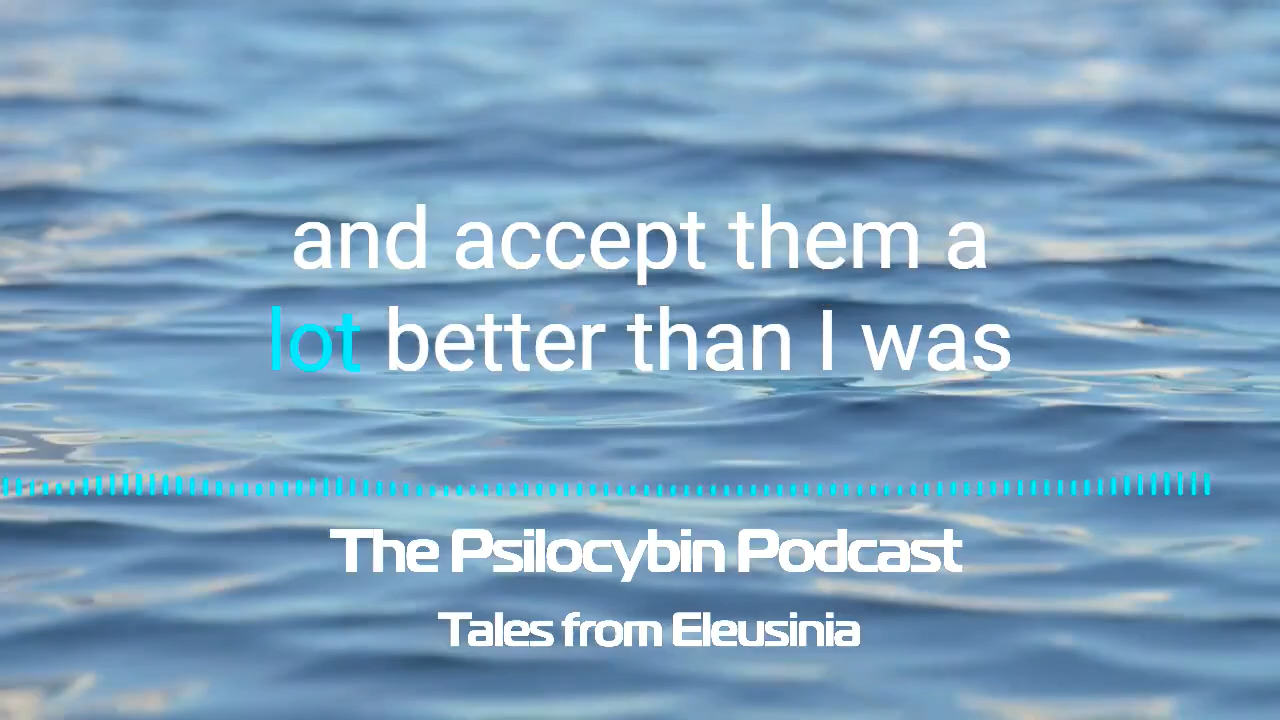 and accept them a
lot better than I was
The Psilocybin Podcast
Tales from Eleusinia